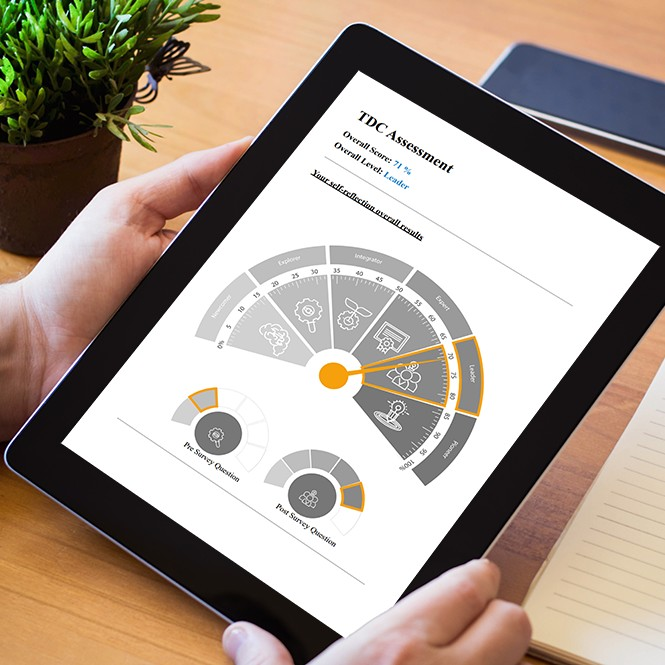 TDC Assessment
Overall Score: 71 %
Overall Level: Leader
Your self-reflection overall results
Newcomer
Explorer
Integrator
Expert
Leader
Pioneer
0%
5
10
15
20
25
30
35
40
45
50
55
60
65
70
75
80
85
90
95
100%
Pre Survey Question
Post Survey Question